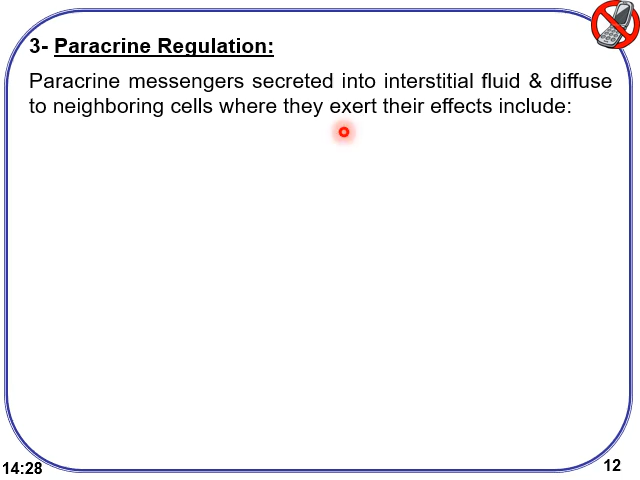 3- Paracrine Regulation:
Paracrine messengers secreted into interstitial fluid & diffuse
to neighboring cells where they exert their effects include:
14:28
12